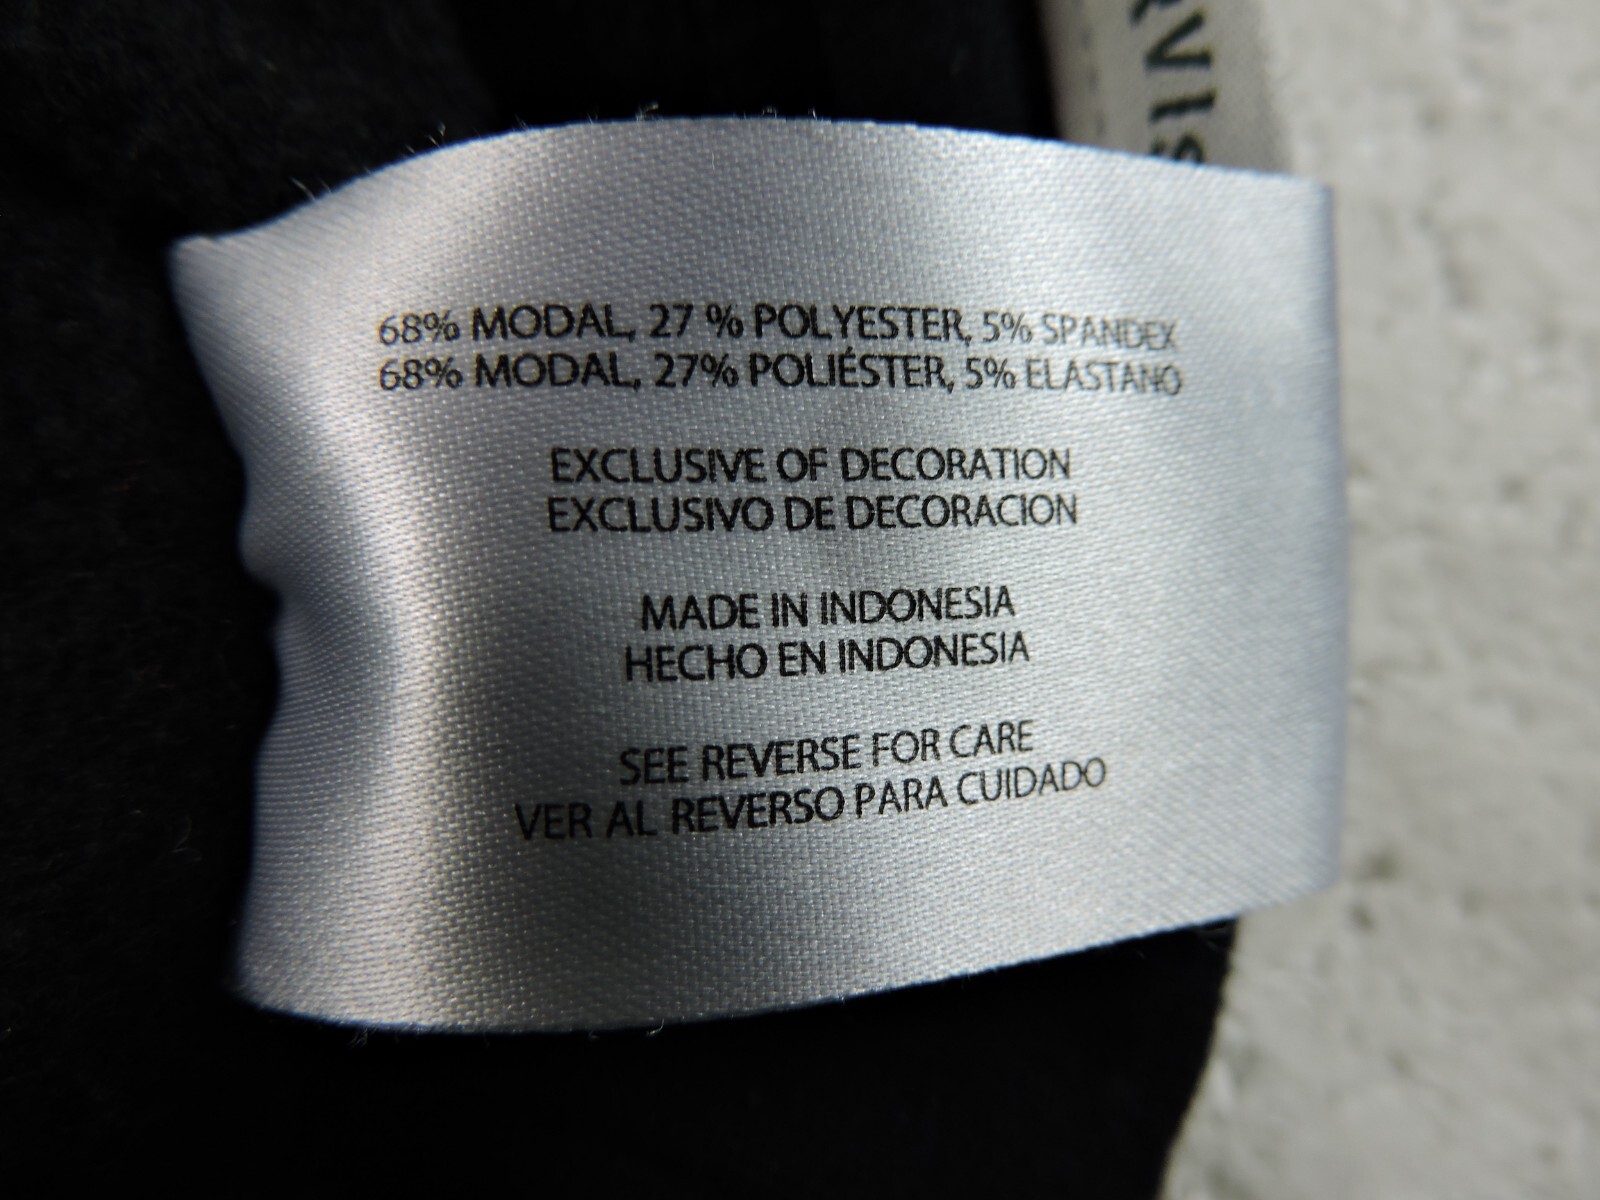 RVIS
68% MODAL, 27 % POLYESTER, 5% SPANDEX
68% MODAL, 27% POLIÉSTER, 5% ELASTANO
EXCLUSIVE OF DECORATION
EXCLUSIVO DE DECORACION
MADE IN INDONESIA
HECHO EN INDONESIA
SEE REVERSE FOR CARE
VER AL REVERSO PARA CUIDADO